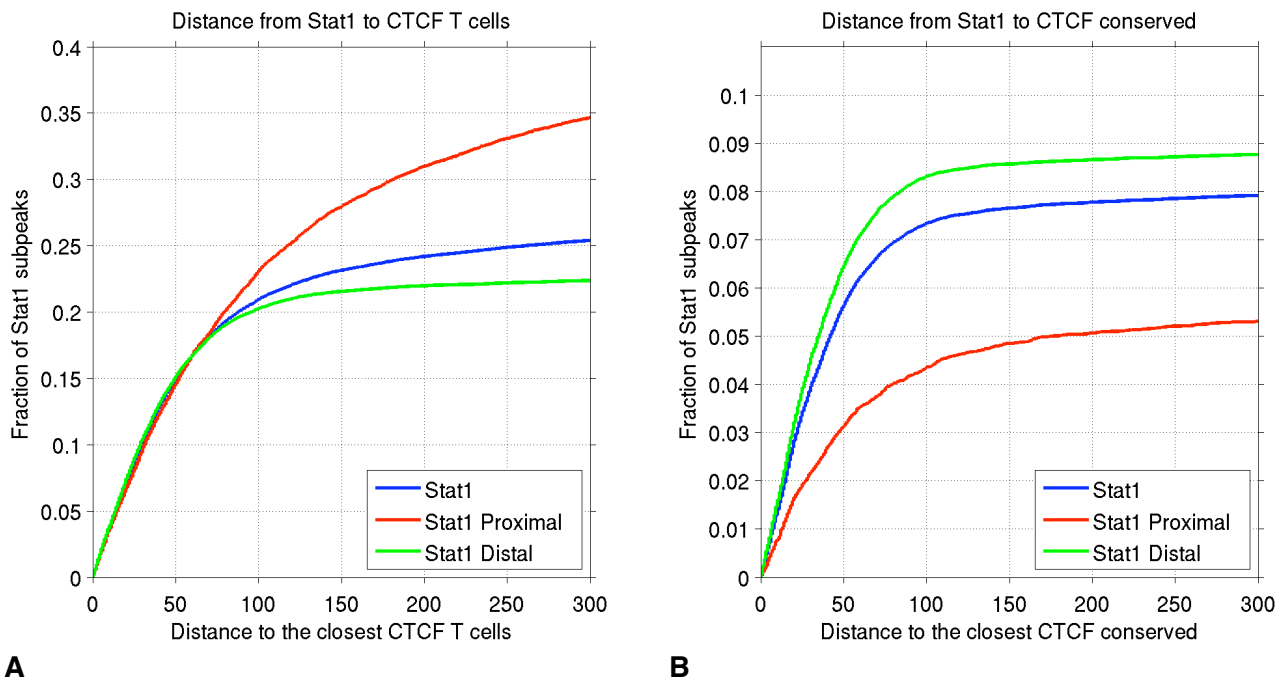 Distance from Stat1 to CTCF T cells
0.4
0.35
0.3
0.25
0.2
0.15
0.1
0.05
0
Fraction of Stat1 subpeaks
Stat1
Stat1 Proximal
Stat1 Distal
0 50 100 150 200 250 300
Distance to the closest CTCF T cells
A
Distance from Stat1 to CTCF conserved
0.1
0.09
0.08
0.07
0.06
0.05
0.04
0.03
0.02
0.01
0
Fraction of Stat1 subpeaks
Stat1
Stat1 Proximal
Stat1 Distal
0 50 100 150 200 250 300
Distance to the closest CTCF conserved
B